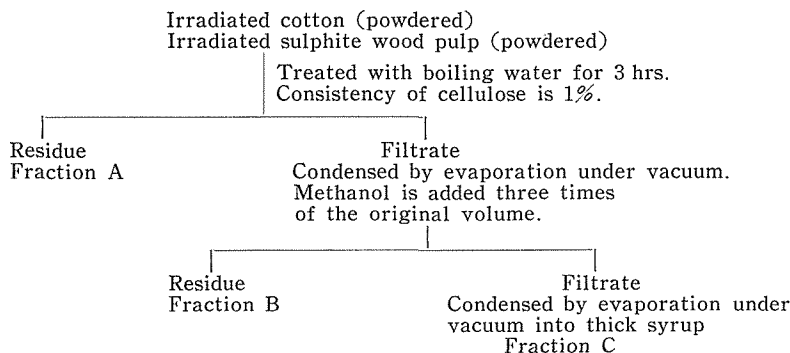 Irradiated cotton (powdered)
Irradiated sulphite wood pulp (powdered)
Treated with boiling water for 3 hrs.
Consistency of cellulose is 1%.
Residue
Fraction A
Filtrate
Condensed by evaporation under vacuum.
Methanol is added three times
of the original volume.
Residue
Fraction B
Filtrate
Condensed by evaporation under
vacuum into thick syrup
Fraction C